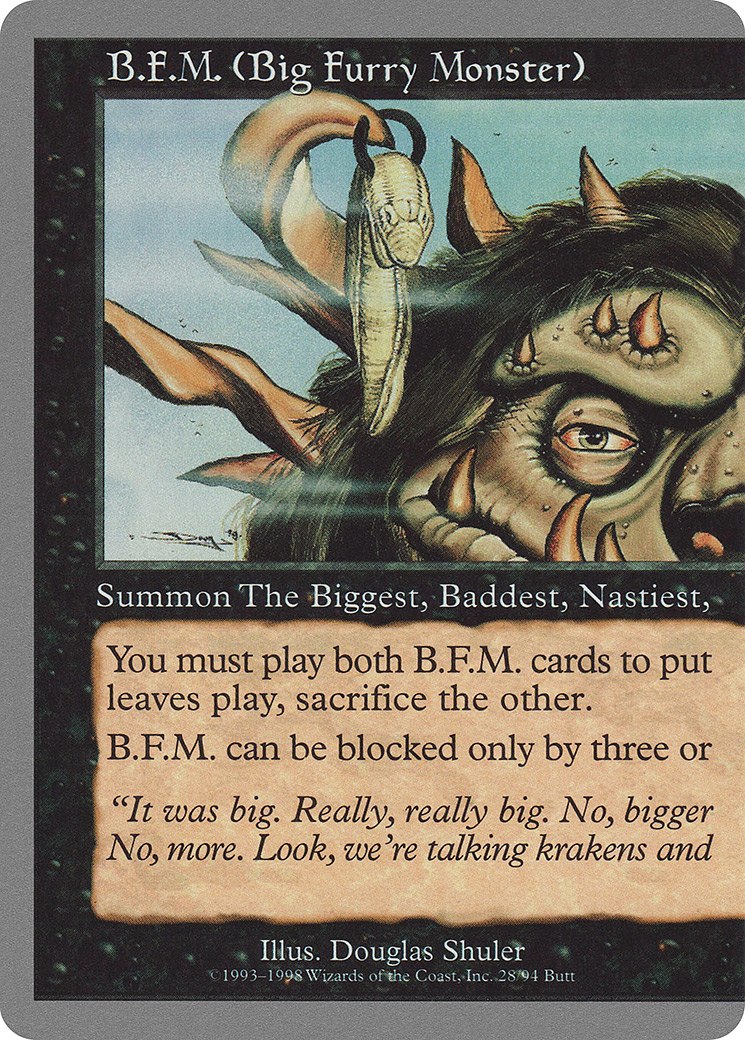 B.F.M. (Big Furry Monster)
Summon The Biggest, Baddest, Nastiest,
You must play both B.F.M. cards to put
leaves play, sacrifice the other.
B.F.M. can be blocked only by three or
“It was big. Really, really big. No, bigger
No, more. Look, we’re talking krakens and
Illus. Douglas Shuler
©1993–1998 Wizards of the Coast, Inc. 28/94 Butt